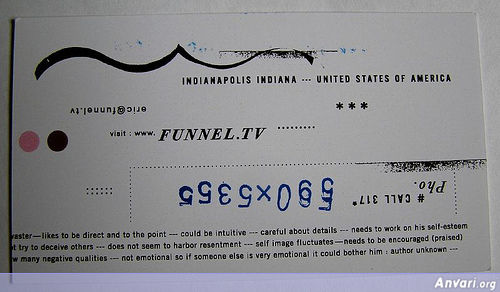 INDIANAPOLIS INDIANA --- UNITED STATES OF AMERICA
***
eric@funnel.tv
visit : www. FUNNEL.TV
Pho.
# CALL 317*
aster—likes to be direct and to the point --- could be intuitive --- careful about details --- needs to work on his self-esteem
t try to deceive others --- does not seem to harbor resentment --- self image fluctuates—needs to be encouraged (praised)
w many negative qualities --- not emotional so if someone else is very emotional it could bother him : author unknown ---
Anvari.org